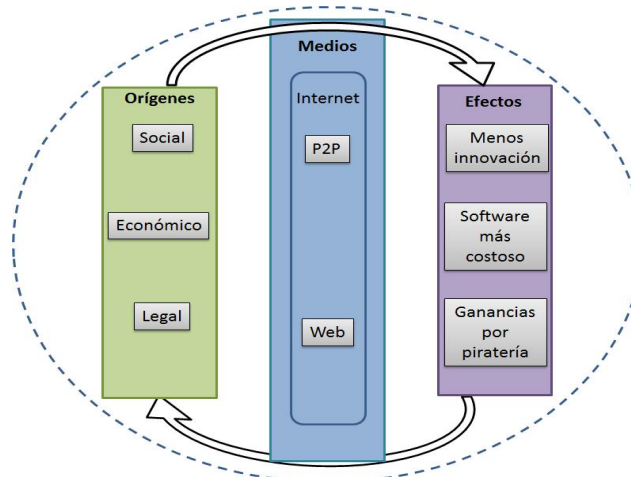 Orígenes
Social
Económico
Legal
Medios
Internet
P2P
Web
Efectos
Menos
innovación
Software
más
costoso
Ganancias
por
piratería